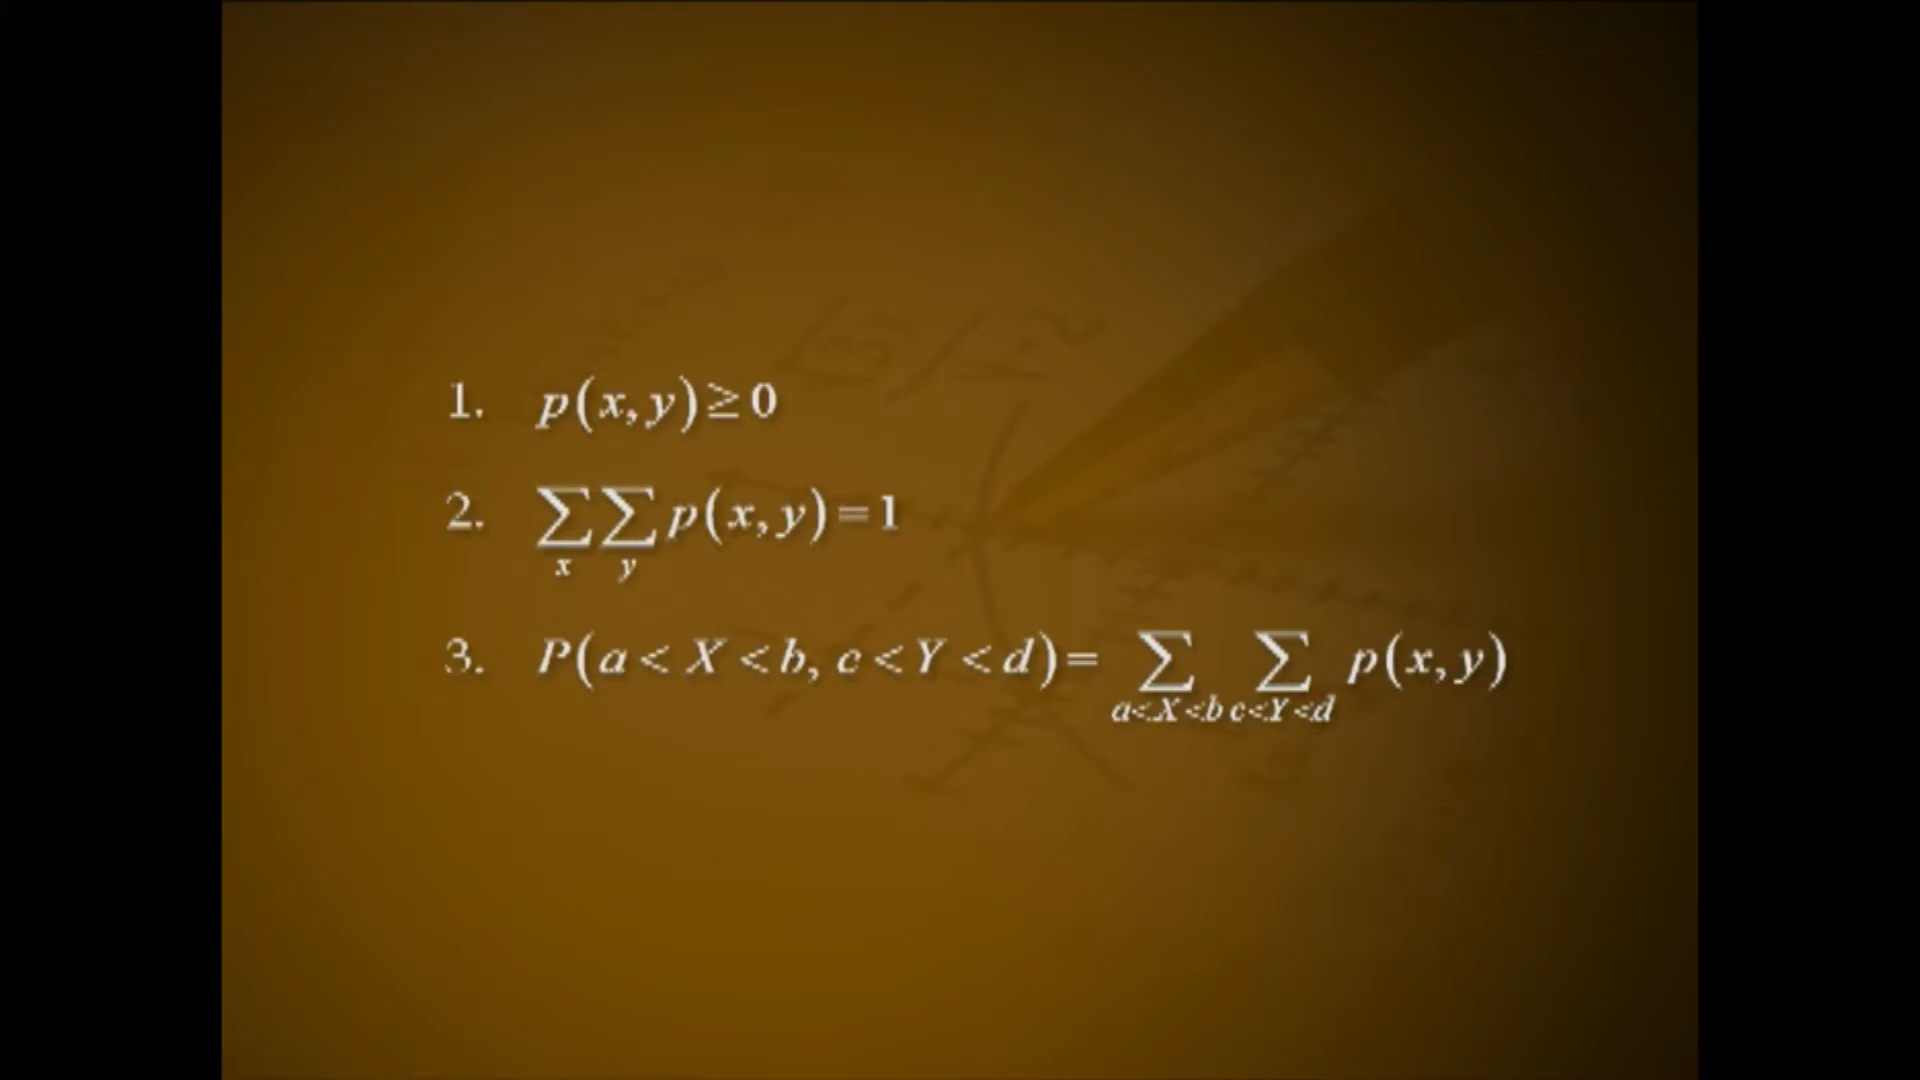 1. p(x, y) ≥ 0
2. ∑_x ∑_y p(x, y) = 1
3. P(a < X < b, c < Y < d) = ∑_{a<X<b} ∑_{c<Y<d} p(x, y)